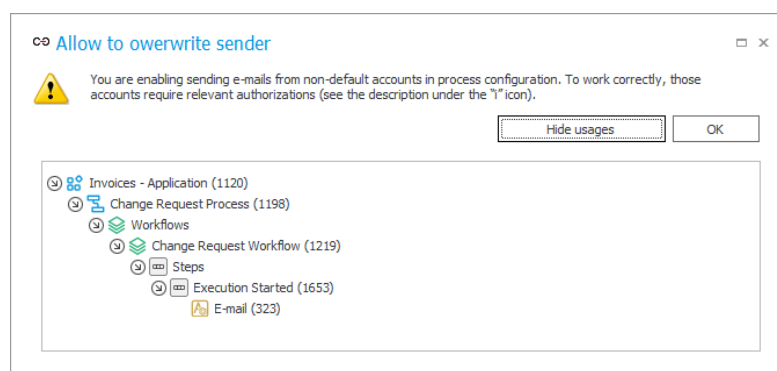 Allow to owerwrite sender
You are enabling sending e-mails from non-default accounts in process configuration. To work correctly, those
accounts require relevant authorizations (see the description under the "i" icon).
Hide usages
OK
Invoices - Application (1120)
Change Request Process (1198)
Workflows
Change Request Workflow (1219)
Steps
Execution Started (1653)
E-mail (323)